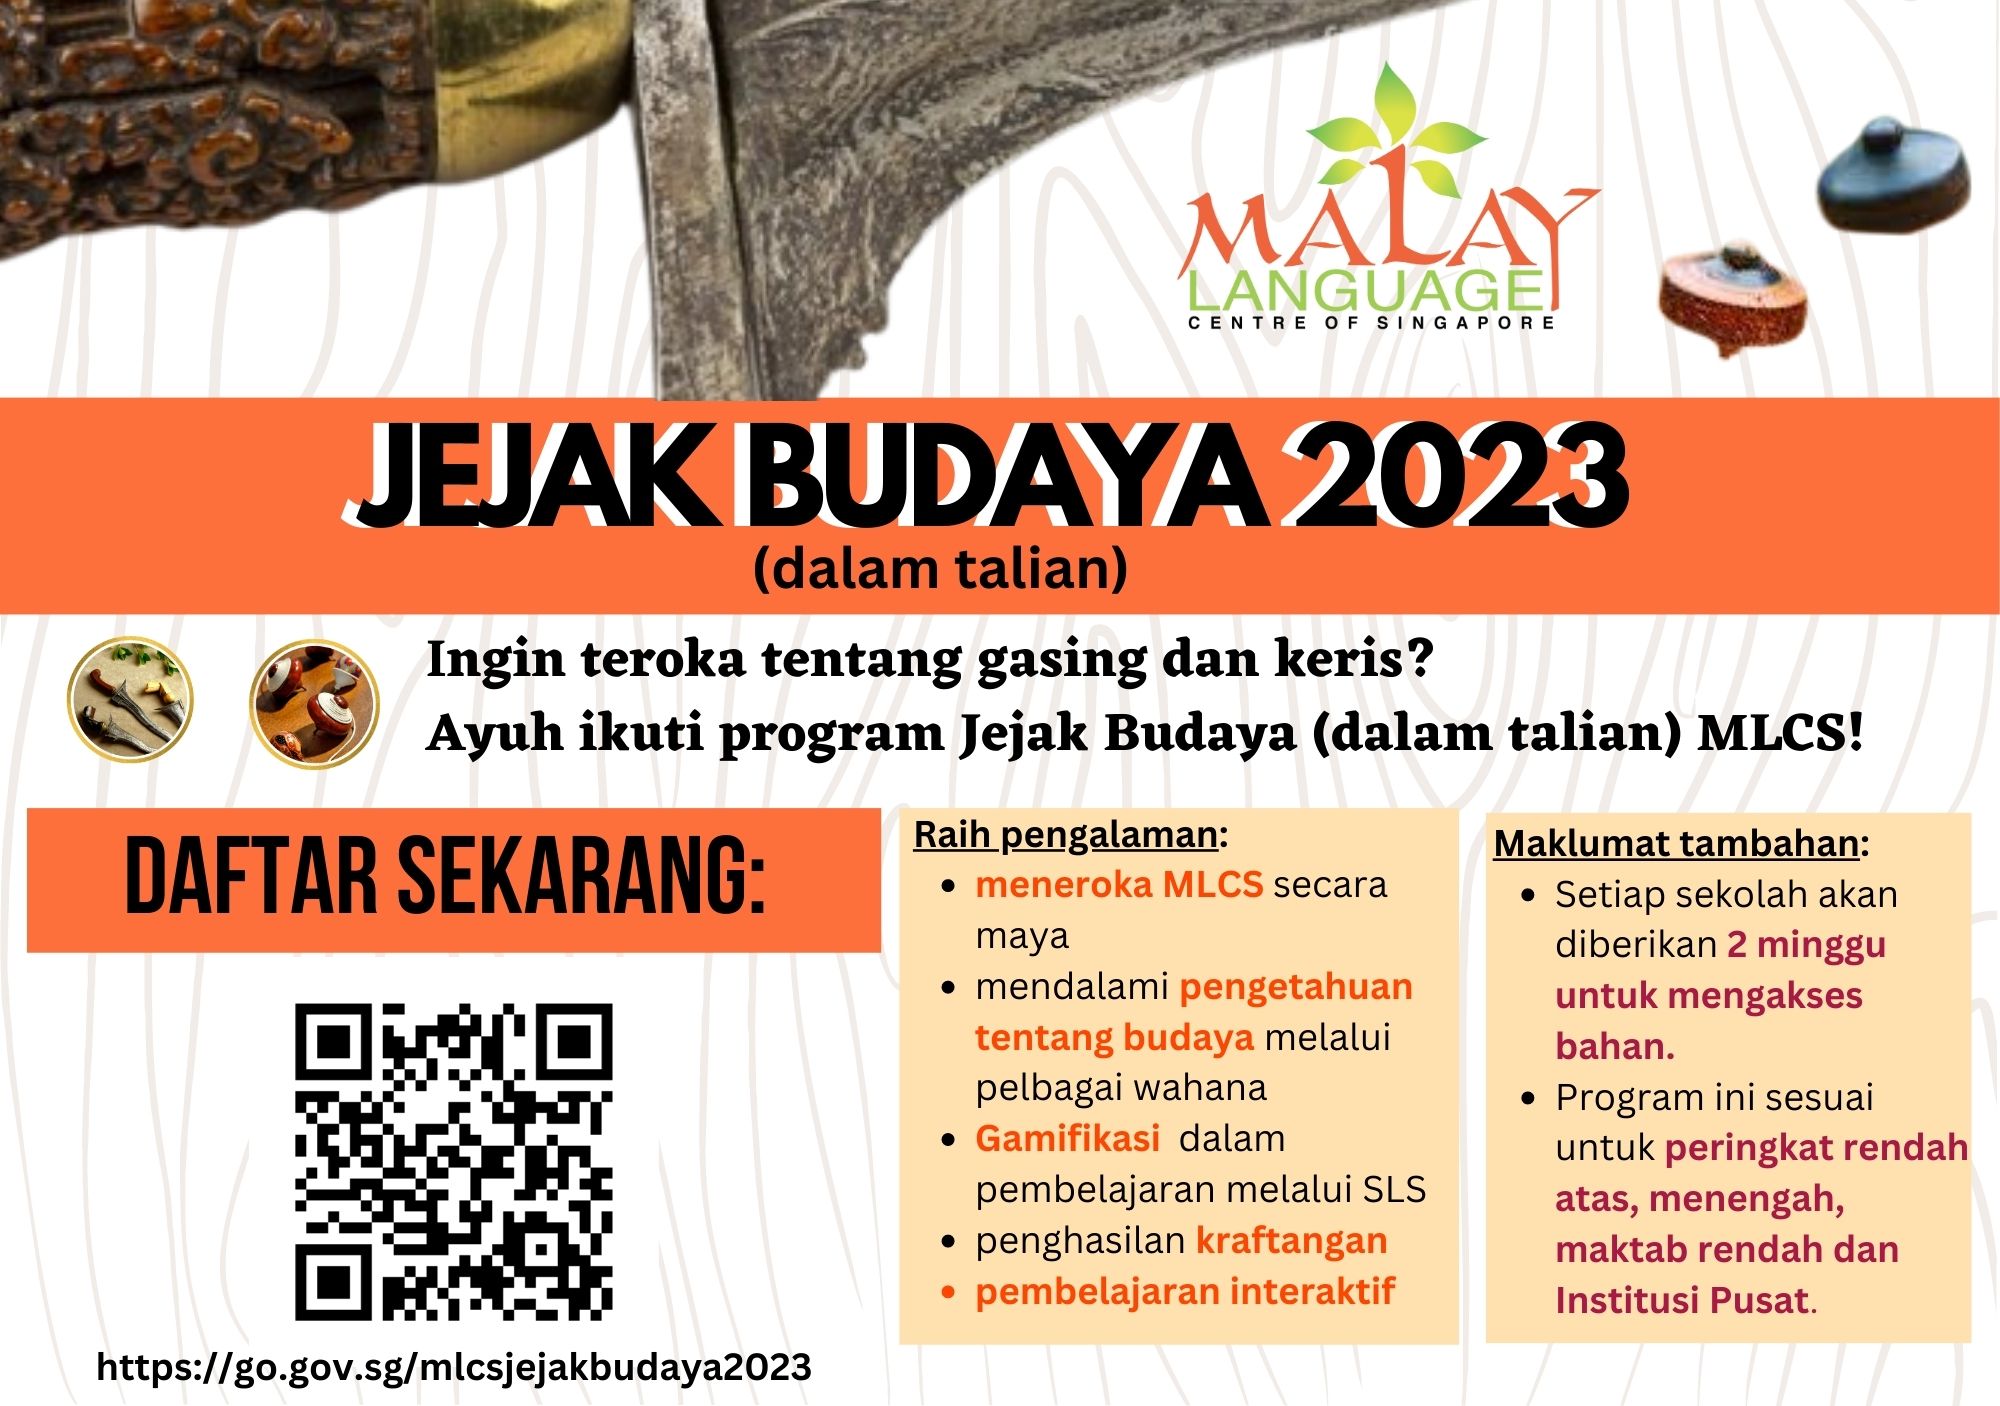 MALAY
LANGUAGE
CENTRE OF SINGAPORE
JEJAK BUDAYA 2023
(dalam talian)
Ingin teroka tentang gasing dan keris?
Ayuh ikuti program Jejak Budaya (dalam talian) MLCS!
DAFTAR SEKARANG:
https://go.gov.sg/mlcsjejakbudaya2023
Raih pengalaman:
• meneroka MLCS secara
maya
• mendalami pengetahuan
tentang budaya melalui
pelbagai wahana
• Gamifikasi dalam
pembelajaran melalui SLS
• penghasilan kraftangan
• pembelajaran interaktif
Maklumat tambahan:
• Setiap sekolah akan
diberikan 2 minggu
untuk mengakses
bahan.
• Program ini sesuai
untuk peringkat rendah
atas, menengah,
maktab rendah dan
Institusi Pusat.